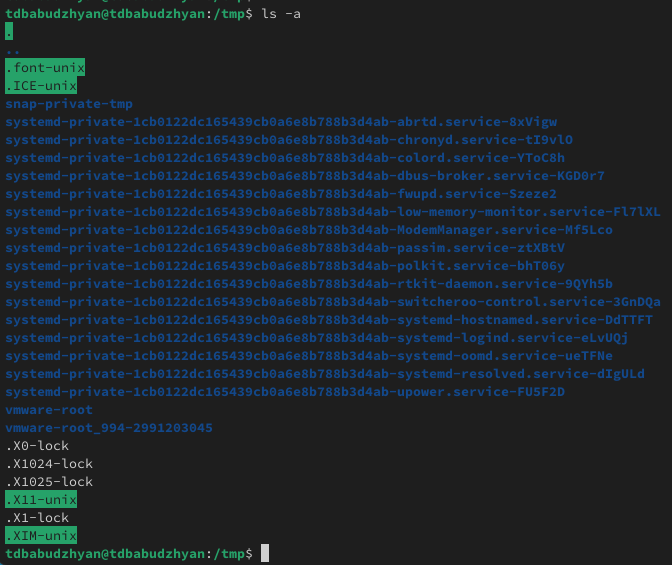 tdbabudzhyan@tdbabudzhyan:/tmp$ ls -a
.
..
.font-unix
.ICE-unix
snap-private-tmp
systemd-private-1cb0122dc165439cb0a6e8b788b3d4ab-abrtd.service-8xVigw
systemd-private-1cb0122dc165439cb0a6e8b788b3d4ab-chronyd.service-tI9vlO
systemd-private-1cb0122dc165439cb0a6e8b788b3d4ab-colord.service-YToC8h
systemd-private-1cb0122dc165439cb0a6e8b788b3d4ab-dbus-broker.service-KGD0r7
systemd-private-1cb0122dc165439cb0a6e8b788b3d4ab-fwupd.service-Szeze2
systemd-private-1cb0122dc165439cb0a6e8b788b3d4ab-low-memory-monitor.service-Fl7lXL
systemd-private-1cb0122dc165439cb0a6e8b788b3d4ab-ModemManager.service-Mf5Lco
systemd-private-1cb0122dc165439cb0a6e8b788b3d4ab-passim.service-ztXBtV
systemd-private-1cb0122dc165439cb0a6e8b788b3d4ab-polkit.service-bhT06y
systemd-private-1cb0122dc165439cb0a6e8b788b3d4ab-rtkit-daemon.service-9QYh5b
systemd-private-1cb0122dc165439cb0a6e8b788b3d4ab-switcheroo-control.service-3GnDQa
systemd-private-1cb0122dc165439cb0a6e8b788b3d4ab-systemd-hostnamed.service-DdTTFT
systemd-private-1cb0122dc165439cb0a6e8b788b3d4ab-systemd-logind.service-eLvUQj
systemd-private-1cb0122dc165439cb0a6e8b788b3d4ab-systemd-oomd.service-ueTFNe
systemd-private-1cb0122dc165439cb0a6e8b788b3d4ab-systemd-resolved.service-dIgULd
systemd-private-1cb0122dc165439cb0a6e8b788b3d4ab-upower.service-FU5F2D
vmware-root
vmware-root_994-2991203045
.X0-lock
.X1024-lock
.X1025-lock
.X11-unix
.X1-lock
.XIM-unix
tdbabudzhyan@tdbabudzhyan:/tmp$